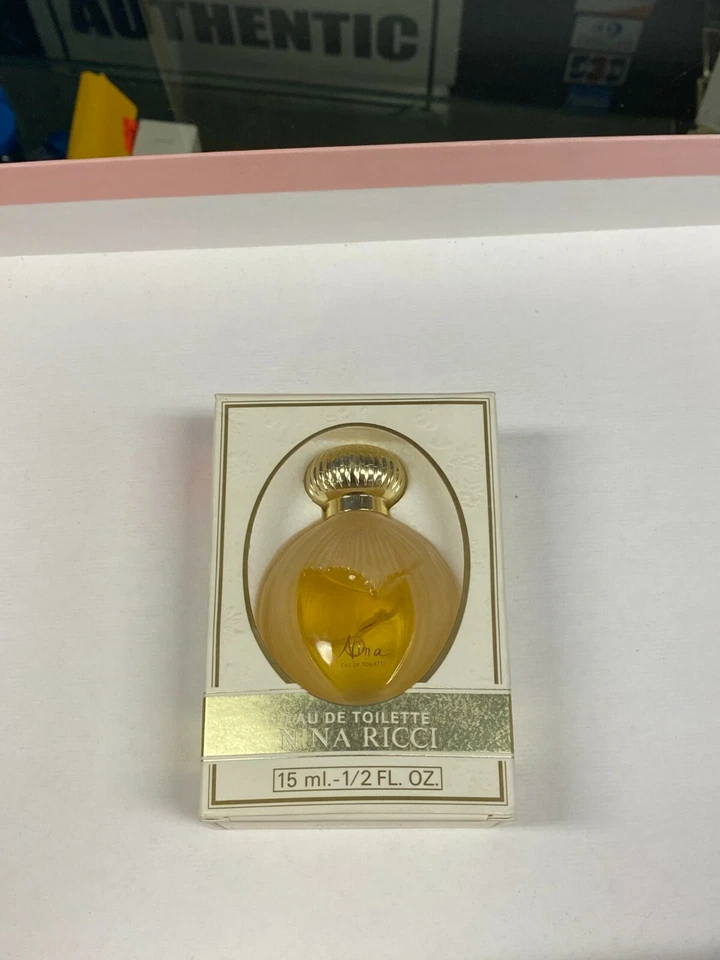 AUTHENTIC
Nina
EAU DE TOILETTE
EAU DE TOILETTE
NINA RICCI
15 ml.-1/2 FL. OZ.